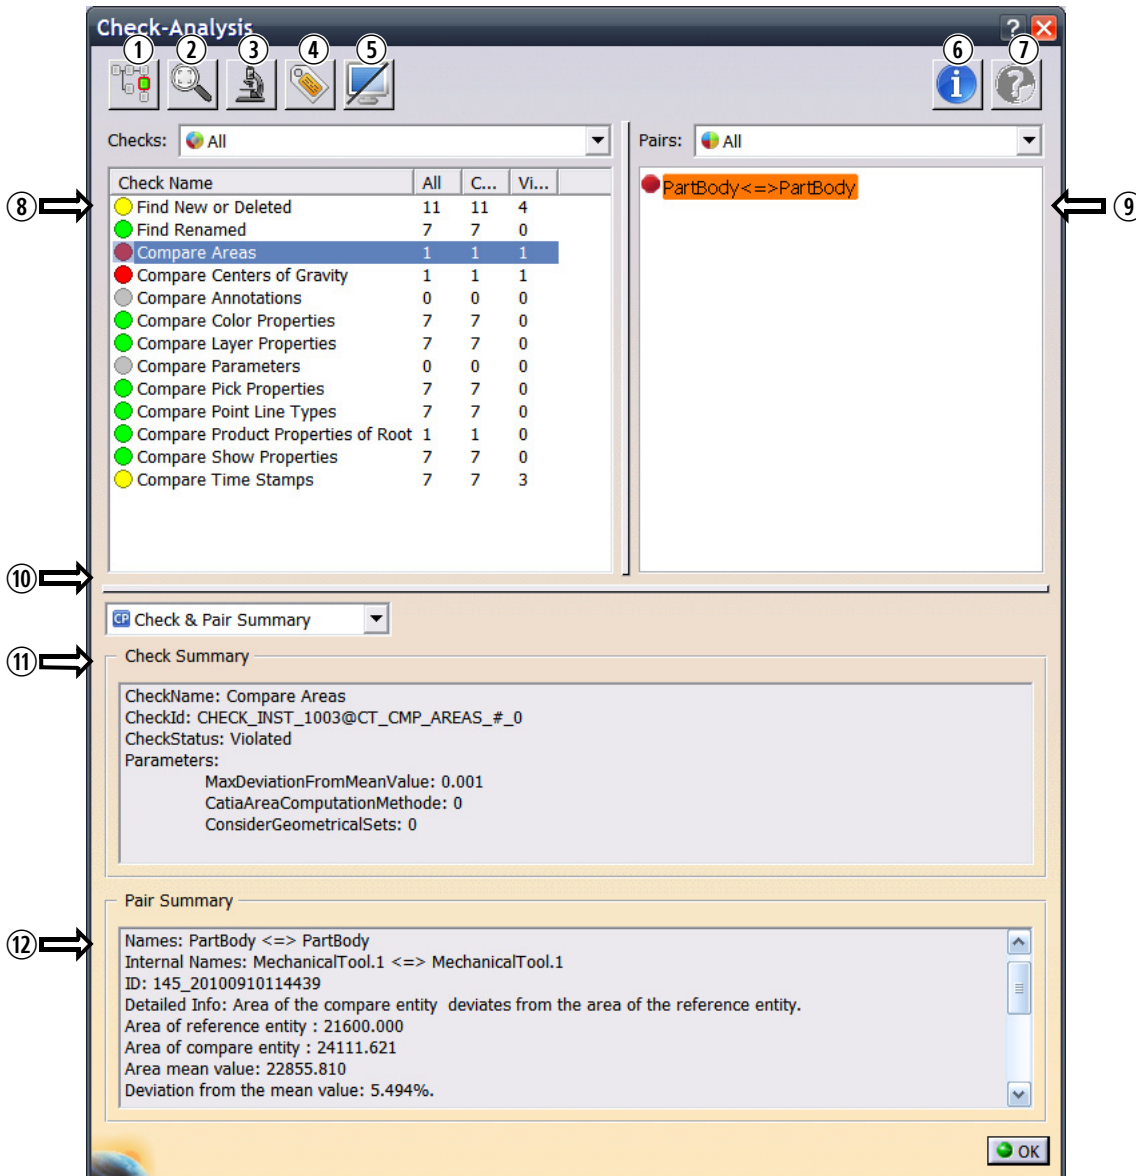 Check-Analysis
?
① ② ③ ④ ⑤ ⑥ ⑦
Checks: All
Pairs: All
Check Name All C... Vi...
⑧
Find New or Deleted 11 11 4
Find Renamed 7 7 0
Compare Areas 1 1 1
Compare Centers of Gravity 1 1 1
Compare Annotations 0 0 0
Compare Color Properties 7 7 0
Compare Layer Properties 7 7 0
Compare Parameters 0 0 0
Compare Pick Properties 7 7 0
Compare Point Line Types 7 7 0
Compare Product Properties of Root 1 1 0
Compare Show Properties 7 7 0
Compare Time Stamps 7 7 3
PartBody<=>PartBody
⑨
⑩
CP Check & Pair Summary
⑪
Check Summary
CheckName: Compare Areas
CheckId: CHECK_INST_1003@CT_CMP_AREAS_#_0
CheckStatus: Violated
Parameters:
MaxDeviationFromMeanValue: 0.001
CatiaAreaComputationMethode: 0
ConsiderGeometricalSets: 0
Pair Summary
⑫
Names: PartBody <=> PartBody
Internal Names: MechanicalTool.1 <=> MechanicalTool.1
ID: 145_20100910114439
Detailed Info: Area of the compare entity  deviates from the area of the reference entity.
Area of reference entity : 21600.000
Area of compare entity : 24111.621
Area mean value: 22855.810
Deviation from the mean value: 5.494%.
OK